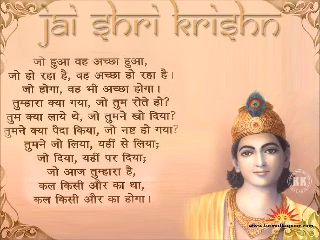 jai shri krishn
जो हुआ वह अच्छा हुआ,
जो हो रहा है, वह अच्छा हो रहा है।
जो होगा, वह भी अच्छा होगा।
तुम्हारा क्या गया, जो तुम रोते हो?
तुम क्या लाये थे, जो तुमने खो दिया?
तुमने क्या पैदा किया, जो नष्ट हो गया?
तुमने जो लिया, यहीं से लिया;
जो दिया, यहीं पर दिया;
जो आज तुम्हारा है,
कल किसी और का था,
कल किसी और का होगा।
KK